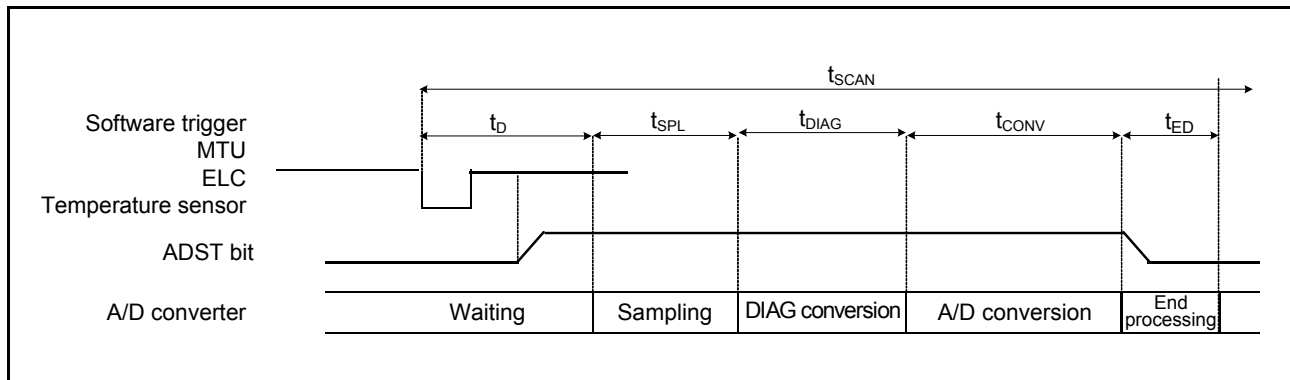 tSCAN
tD tSPL tDIAG tCONV tED
Software trigger
MTU
ELC
Temperature sensor
ADST bit
A/D converter Waiting Sampling DIAG conversion A/D conversion End processing